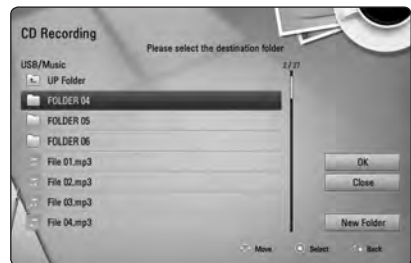 CD Recording
Please select the destination folder
USB/Music 2/27
UP Folder
FOLDER 04
FOLDER 05
FOLDER 06
File 01.mp3 OK
File 02.mp3 Close
File 03.mp3
File 04.mp3 New Folder
Move Select Back